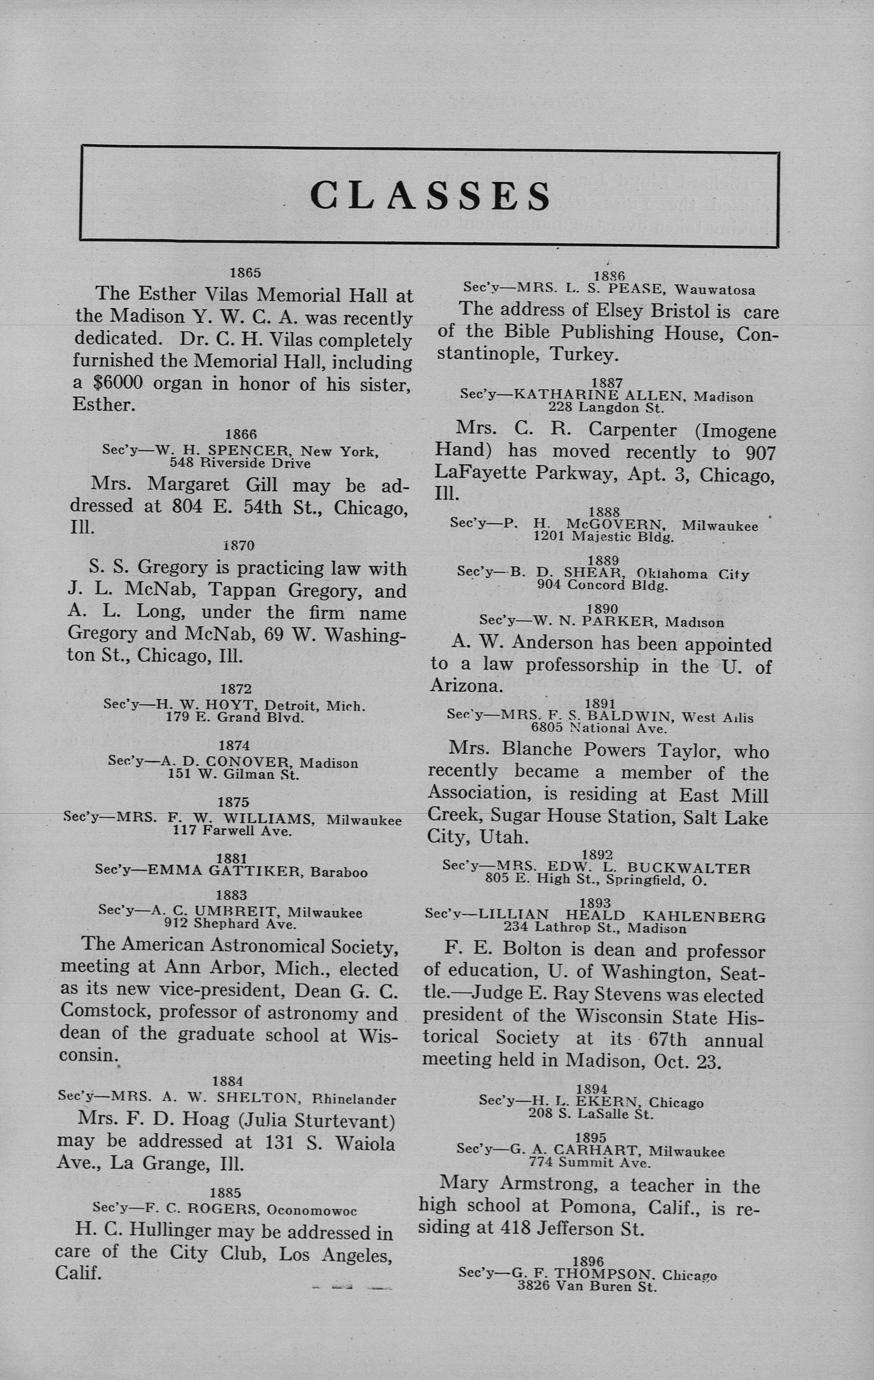 CLASSES
1865
The Esther Vilas Memorial Hall at
the Madison Y. W. C. A. was recently
dedicated. Dr. C. H. Vilas completely
furnished the Memorial Hall, including
a $6000 organ in honor of his sister,
Esther.
1866
Sec'y—W. H. SPENCER, New York,
548 Riverside Drive
Mrs. Margaret Gill may be ad-
dressed at 804 E. 54th St., Chicago,
Ill.
1870
S. S. Gregory is practicing law with
J. L. McNab, Tappan Gregory, and
A. L. Long, under the firm name
Gregory and McNab, 69 W. Washing-
ton St., Chicago, Ill.
1872
Sec'y—H. W. HOYT, Detroit, Mich.
179 E. Grand Blvd.
1874
Sec'y—A. D. CONOVER, Madison
151 W. Gilman St.
1875
Sec'y—MRS. F. W. WILLIAMS, Milwaukee
117 Farwell Ave.
1881
Sec'y—EMMA GATTIKER, Baraboo
1883
Sec'y—A. C. UMBREIT, Milwaukee
912 Shephard Ave.
The American Astronomical Society,
meeting at Ann Arbor, Mich., elected
as its new vice-president, Dean G. C.
Comstock, professor of astronomy and
dean of the graduate school at Wis-
consin.
1884
Sec'y—MRS. A. W. SHELTON, Rhinelander
Mrs. F. D. Hoag (Julia Sturtevant)
may be addressed at 131 S. Waiola
Ave., La Grange, Ill.
1885
Sec'y—F. C. ROGERS, Oconomowoc
H. C. Hullinger may be addressed in
care of the City Club, Los Angeles,
Calif.
1886
Sec'y—MRS. L. S. PEASE, Wauwatosa
The address of Elsey Bristol is care
of the Bible Publishing House, Con-
stantinople, Turkey.
1887
Sec'y—KATHARINE ALLEN, Madison
228 Langdon St.
Mrs. C. R. Carpenter (Imogene
Hand) has moved recently to 907
LaFayette Parkway, Apt. 3, Chicago,
Ill.
1888
Sec'y—P. H. McGOVERN, Milwaukee
1201 Majestic Bldg.
1889
Sec'y—B. D. SHEAR, Oklahoma City
904 Concord Bldg.
1890
Sec'y—W. N. PARKER, Madison
A. W. Anderson has been appointed
to a law professorship in the U. of
Arizona.
1891
Sec'y—MRS. F. S. BALDWIN, West Allis
6805 National Ave.
Mrs. Blanche Powers Taylor, who
recently became a member of the
Association, is residing at East Mill
Creek, Sugar House Station, Salt Lake
City, Utah.
1892
Sec'y—MRS. EDW. L. BUCKWALTER
805 E. High St., Springfield, O.
1893
Sec'y—LILLIAN HEALD KAHLENBERG
234 Lathrop St., Madison
F. E. Bolton is dean and professor
of education, U. of Washington, Seat-
tle.—Judge E. Ray Stevens was elected
president of the Wisconsin State His-
torical Society at its 67th annual
meeting held in Madison, Oct. 23.
1894
Sec'y—H. L. EKERN, Chicago
208 S. LaSalle St.
1895
Sec'y—G. A. CARHART, Milwaukee
774 Summit Ave.
Mary Armstrong, a teacher in the
high school at Pomona, Calif., is re-
siding at 418 Jefferson St.
1896
Sec'y—G. F. THOMPSON. Chicago
3826 Van Buren St.